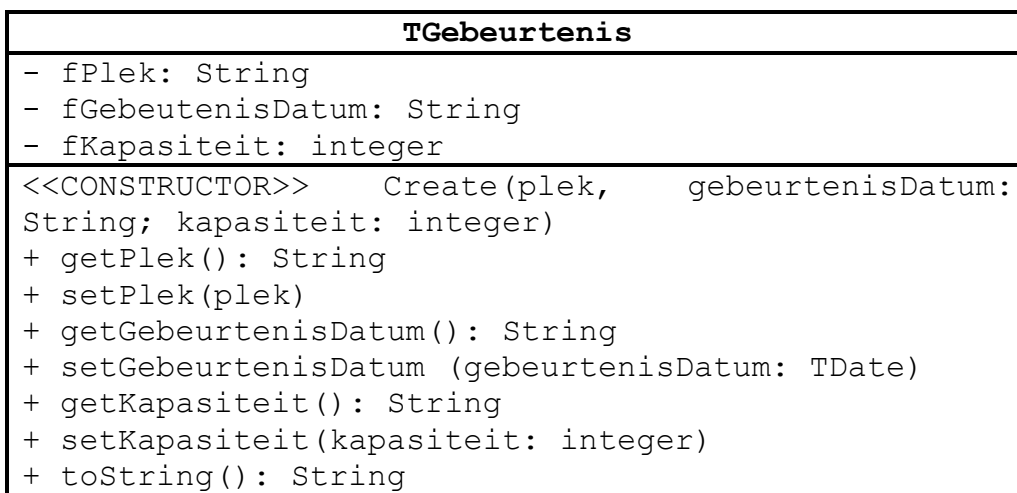 TGebeurtenis
- fPlek: String
- fGebeutenisDatum: String
- fKapasiteit: integer
<<CONSTRUCTOR>> Create(plek, gebeurtenisDatum:
String; kapasiteit: integer)
+ getPlek(): String
+ setPlek(plek)
+ getGebeurtenisDatum(): String
+ setGebeurtenisDatum (gebeurtenisDatum: TDate)
+ getKapasiteit(): String
+ setKapasiteit(kapasiteit: integer)
+ toString(): String